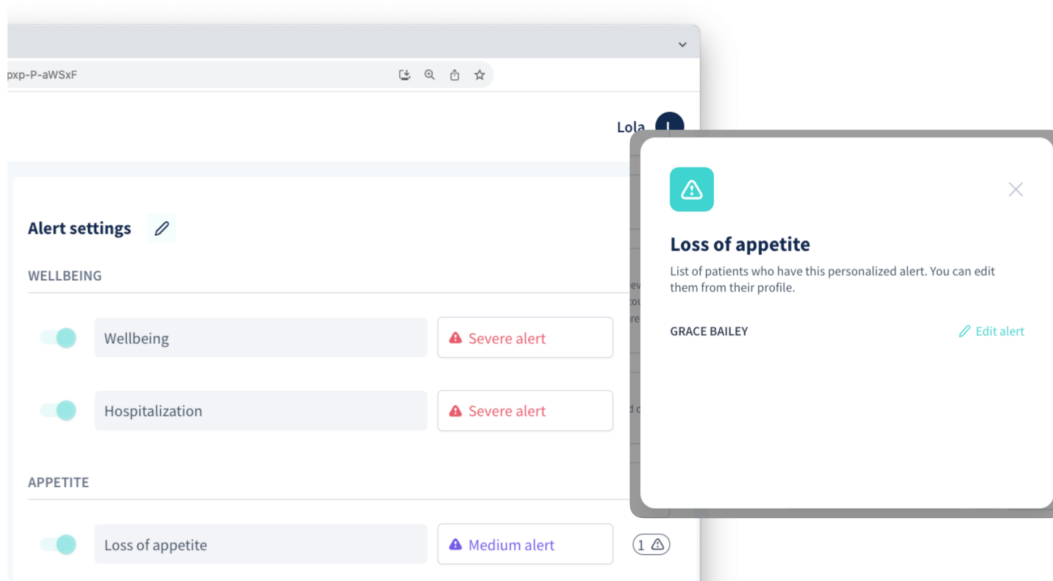 pxp-P-aWSxF
Lola
Alert settings
WELLBEING
Wellbeing
Severe alert
Hospitalization
Severe alert
APPETITE
Loss of appetite
Medium alert
1
Loss of appetite
List of patients who have this personalized alert. You can edit
them from their profile.
GRACE BAILEY
Edit alert